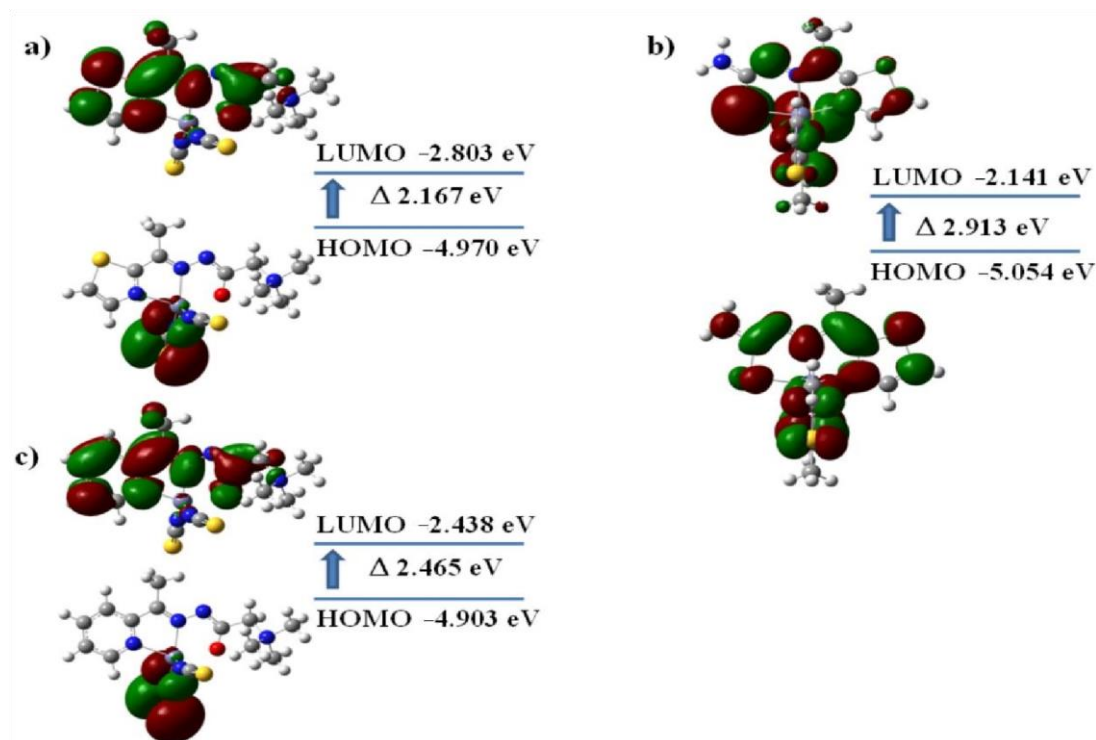 a)
LUMO -2.803 eV
Δ 2.167 eV
HOMO -4.970 eV
b)
LUMO -2.141 eV
Δ 2.913 eV
HOMO -5.054 eV
c)
LUMO -2.438 eV
Δ 2.465 eV
HOMO -4.903 eV